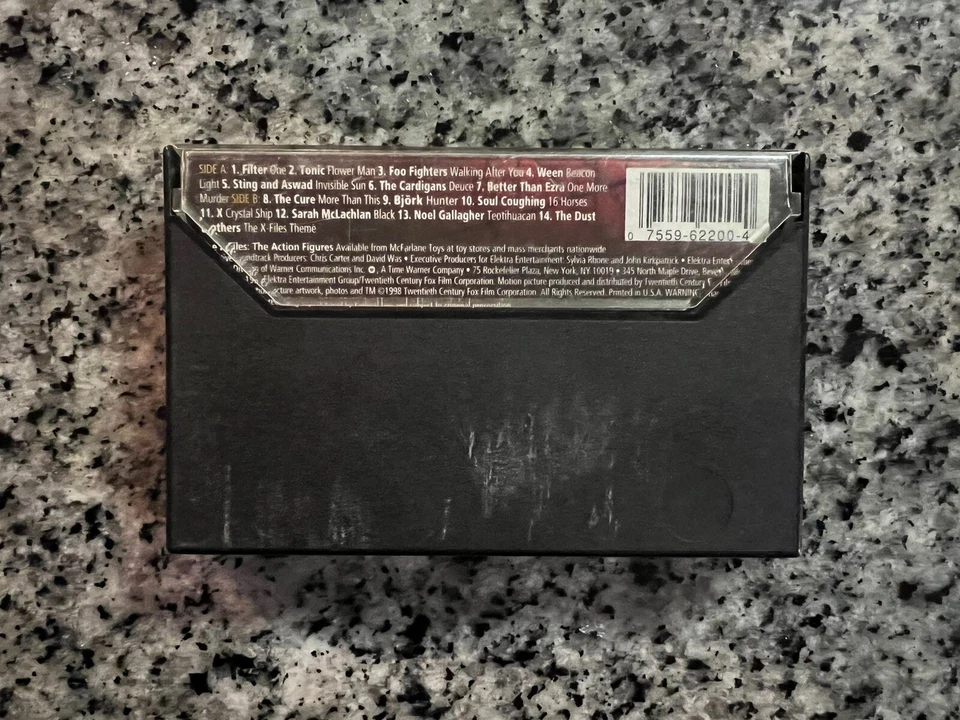 SIDE A: 1. Filter One 2. Tonic Flower Man 3. Foo Fighters Walking After You 4. Ween Beacon
Light 5. Sting and Aswad Invisible Sun 6. The Cardigans Deuce 7. Better Than Ezra One More
Murder SIDE B: 8. The Cure More Than This 9. Björk Hunter 10. Soul Coughing 16 Horses
11. X Crystal Ship 12. Sarah McLachlan Black 13. Noel Gallagher Teotihuacan 14. The Dust
others The X-Files Theme
Files: The Action Figures Available from McFarlane Toys at toy stores and mass merchants nationwide
undtrack Producers: Chris Carter and David Was • Executive Producers for Elektra Entertainment: Sylvia Rhone and John Kirkpatrick • Elektra Enter
of Warner Communications Inc. , A Time Warner Company • 75 Rockefeller Plaza, New York, NY 10019 • 345 North Maple Drive, Beverl
lektra Entertainment Group/Twentieth Century Fox Film Corporation. Motion picture produced and distributed by Twentieth Century F
cture artwork, photos and TM ©1998 Twentieth Century Fox Film Corporation. All Rights Reserved. Printed in U.S.A. WARNING
0 7559-62200-4